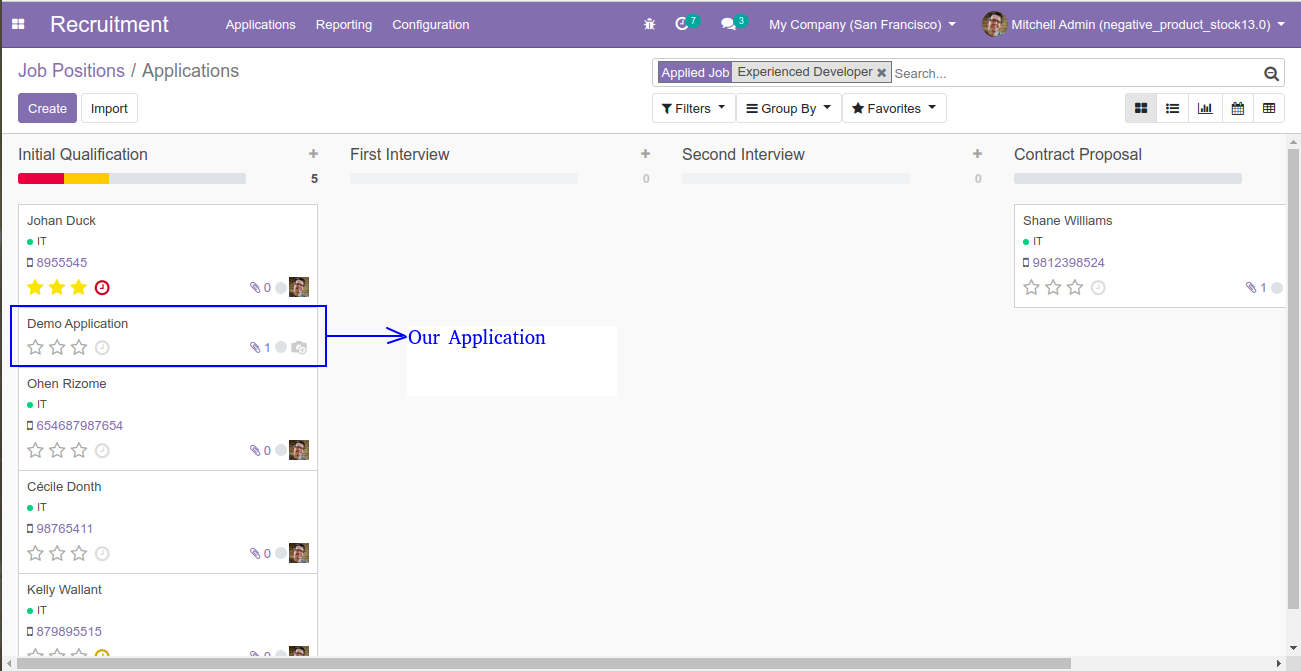 Recruitment Applications Reporting Configuration 7 3 My Company (San Francisco) Mitchell Admin (negative_product_stock13.0)
Job Positions / Applications
Applied Job Experienced Developer Search...
Create Import
Filters Group By Favorites
Initial Qualification
5
First Interview
0
Second Interview
0
Contract Proposal
Johan Duck
IT
8955545
0
Demo Application
1
Our Application
Ohen Rizome
IT
654687987654
0
Cécile Donth
IT
98765411
0
Kelly Wallant
IT
879895515
0
Shane Williams
IT
9812398524
1